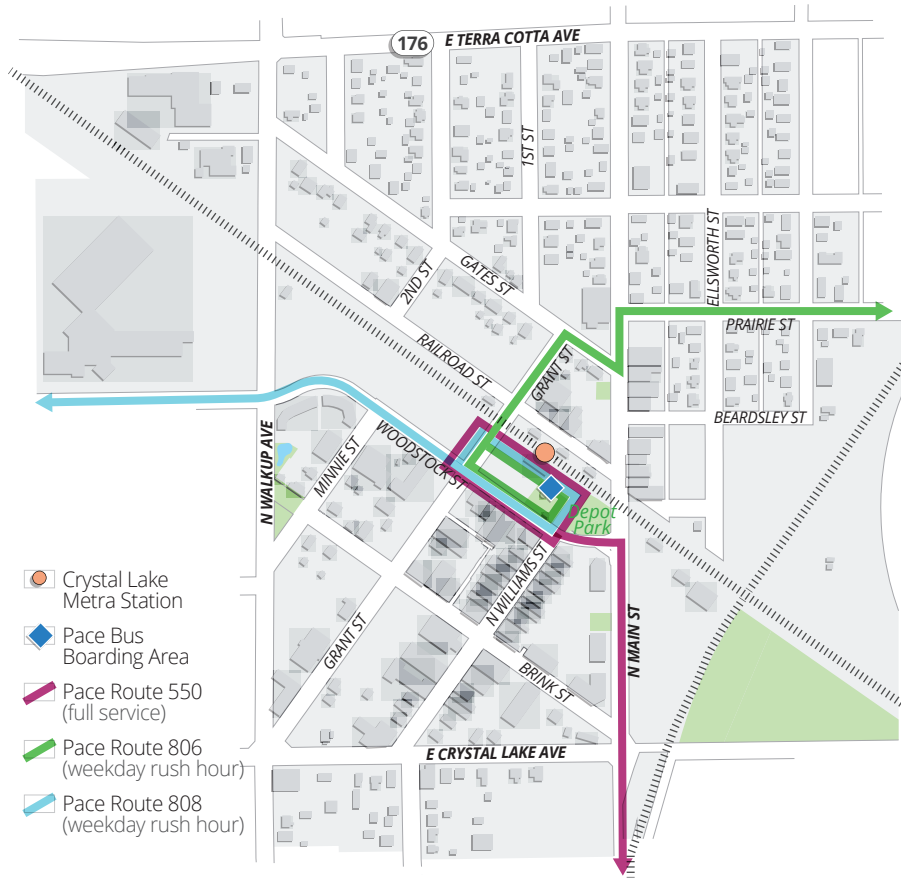 176
E TERRA COTTA AVE
1ST ST
ELLSWORTH ST
GATES ST
2ND ST
PRAIRIE ST
RAILROAD ST
GRANT ST
BEARDSLEY ST
WOODSTOCK ST
N WALKUP AVE
MINNIE ST
Depot
Park
N WILLIAMS ST
GRANT ST
N MAIN ST
BRINK ST
E CRYSTAL LAKE AVE
Crystal Lake
Metra Station
Pace Bus
Boarding Area
Pace Route 550
(full service)
Pace Route 806
(weekday rush hour)
Pace Route 808
(weekday rush hour)